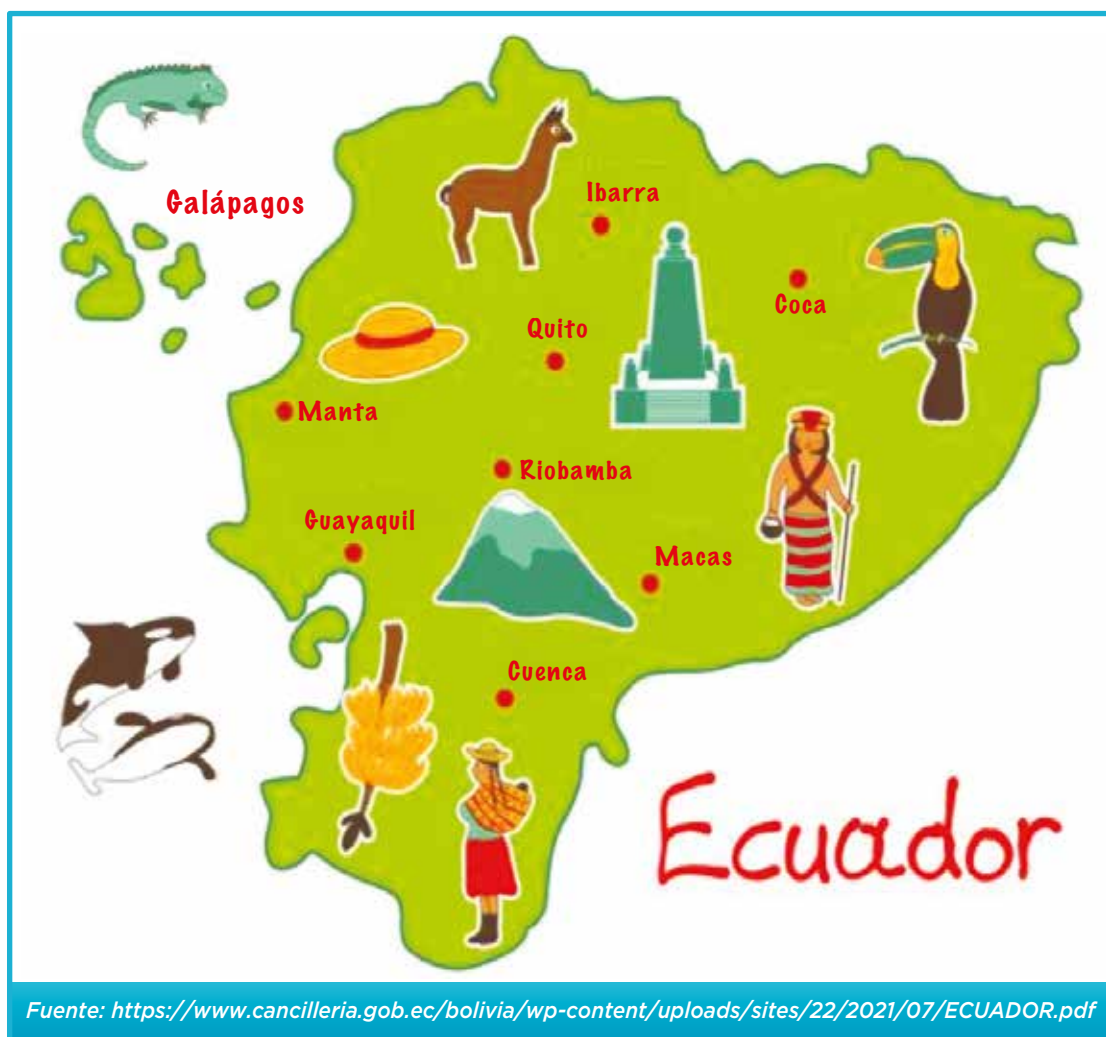 Galápagos
Ibarra
Coca
Quito
Manta
Riobamba
Guayaquil
Macas
Cuenca
Ecuador
Fuente: https://www.cancilleria.gob.ec/bolivia/wp-content/uploads/sites/22/2021/07/ECUADOR.pdf